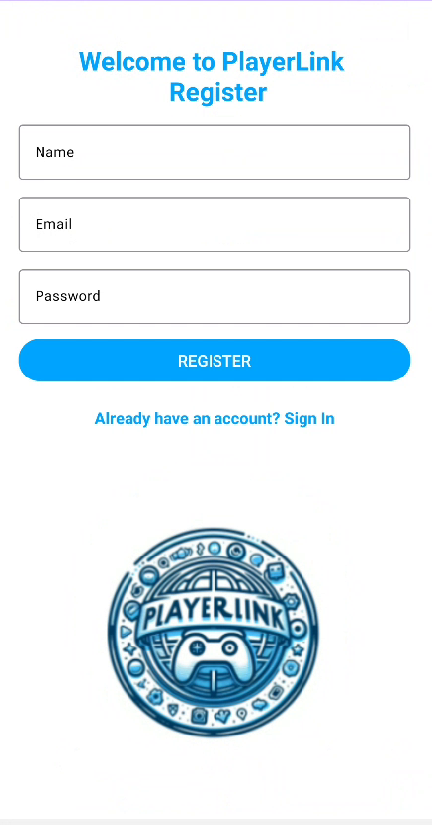 Welcome to PlayerLink
Register
Name
Email
Password
REGISTER
Already have an account? Sign In
PLAYERLINK